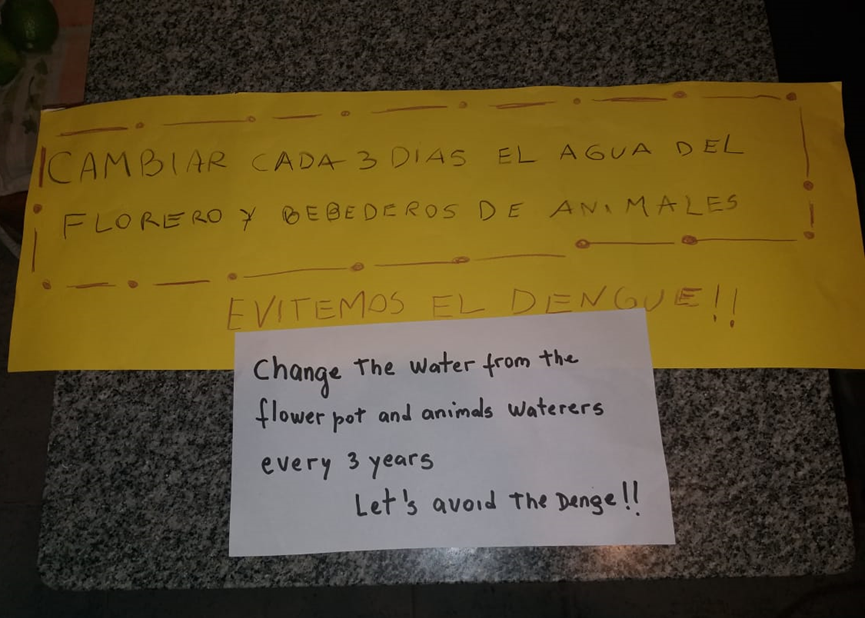 CAMBIAR CADA 3 DIAS EL AGUA DEL
FLORERO Y BEBEDEROS DE ANIMALES
EVITEMOS EL DENGUE!!
Change The water from the
flower pot and animals waterers
every 3 years
Let's avoid The Denge!!